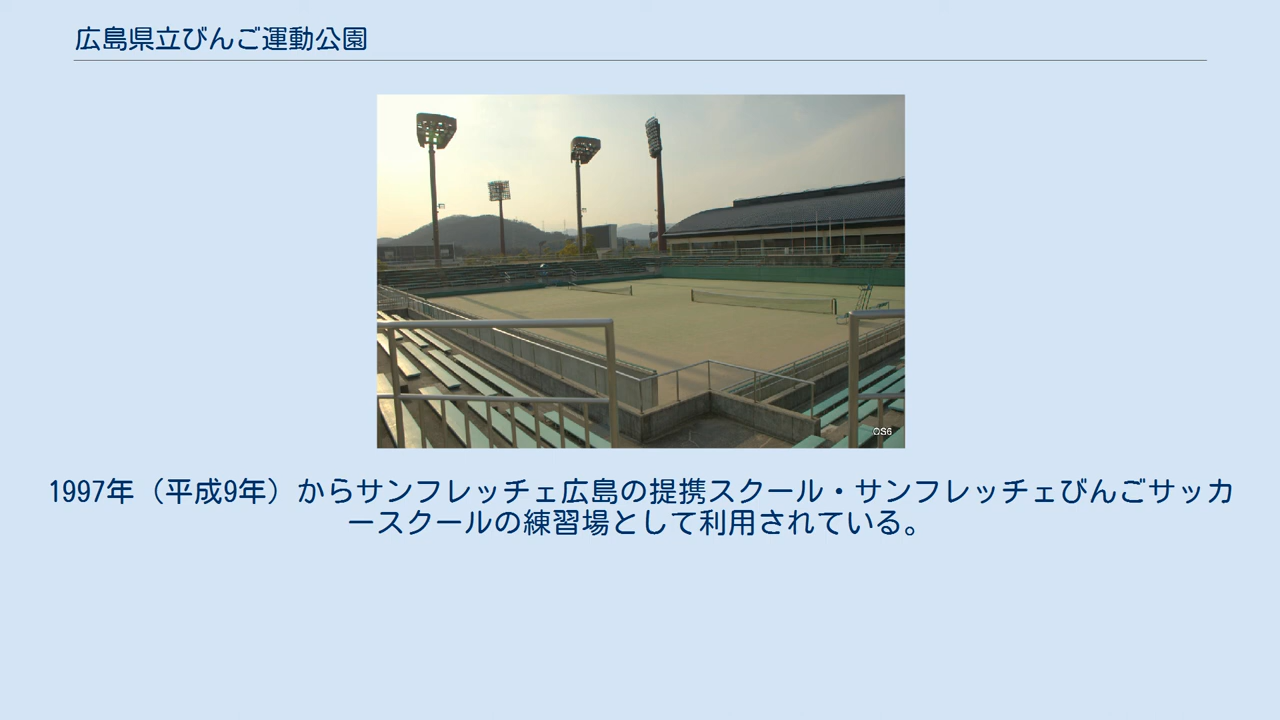 広島県立びんご運動公園
OS6
1997年（平成9年）からサンフレッチェ広島の提携スクール・サンフレッチェびんごサッカ
ースクールの練習場として利用されている。